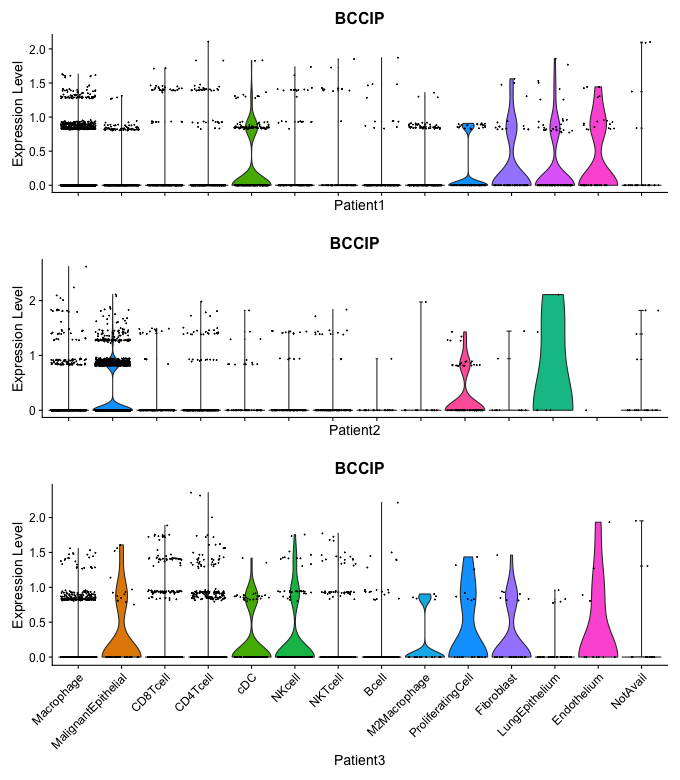 BCCIP
Expression Level
2.0
1.5
1.0
0.5
0.0
Patient1
BCCIP
Expression Level
2
1
0
Patient2
BCCIP
Expression Level
2.0
1.5
1.0
0.5
0.0
Macrophage
MalignantEpithelial
CD8Tcell
CD4Tcell
cDC
NKcell
NKTcell
Bcell
M2Macrophage
ProliferatingCell
Fibroblast
LungEpithelium
Endothelium
NotAvail
Patient3